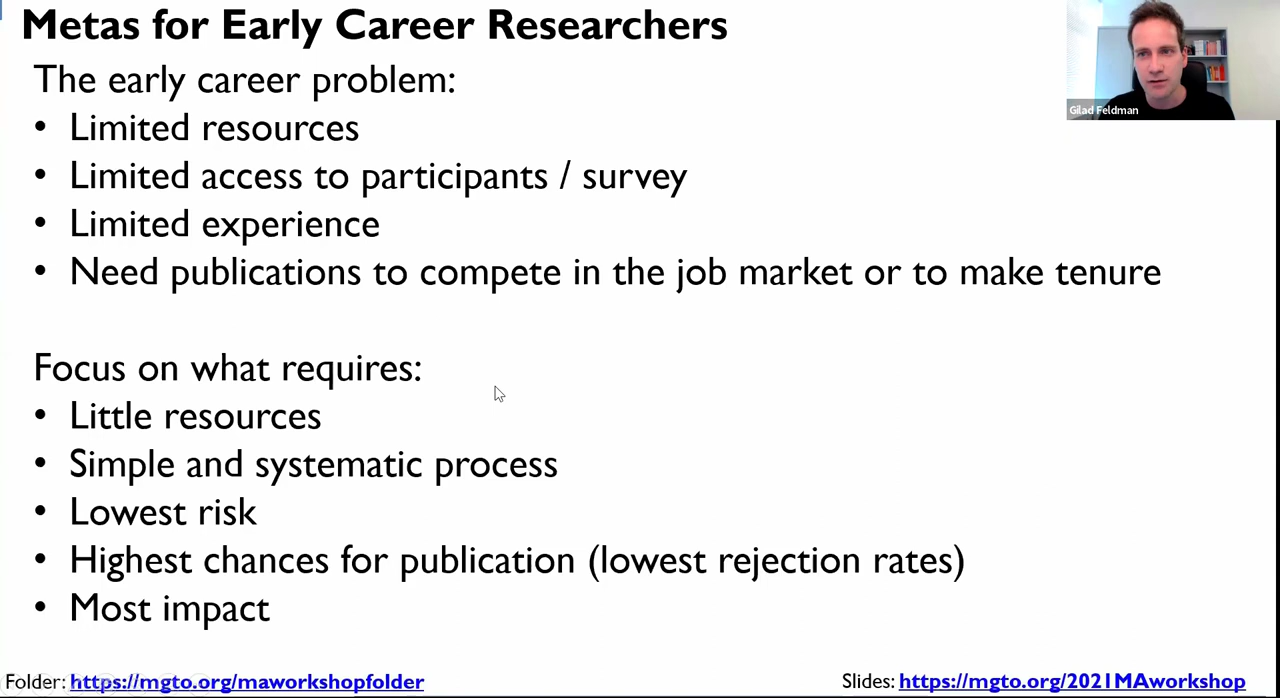 Metas for Early Career Researchers
Gilad Feldman
The early career problem:
• Limited resources
• Limited access to participants / survey
• Limited experience
• Need publications to compete in the job market or to make tenure
Focus on what requires:
• Little resources
• Simple and systematic process
• Lowest risk
• Highest chances for publication (lowest rejection rates)
• Most impact
Folder: https://mgto.org/maworkshopfolder
Slides: https://mgto.org/2021MAworkshop